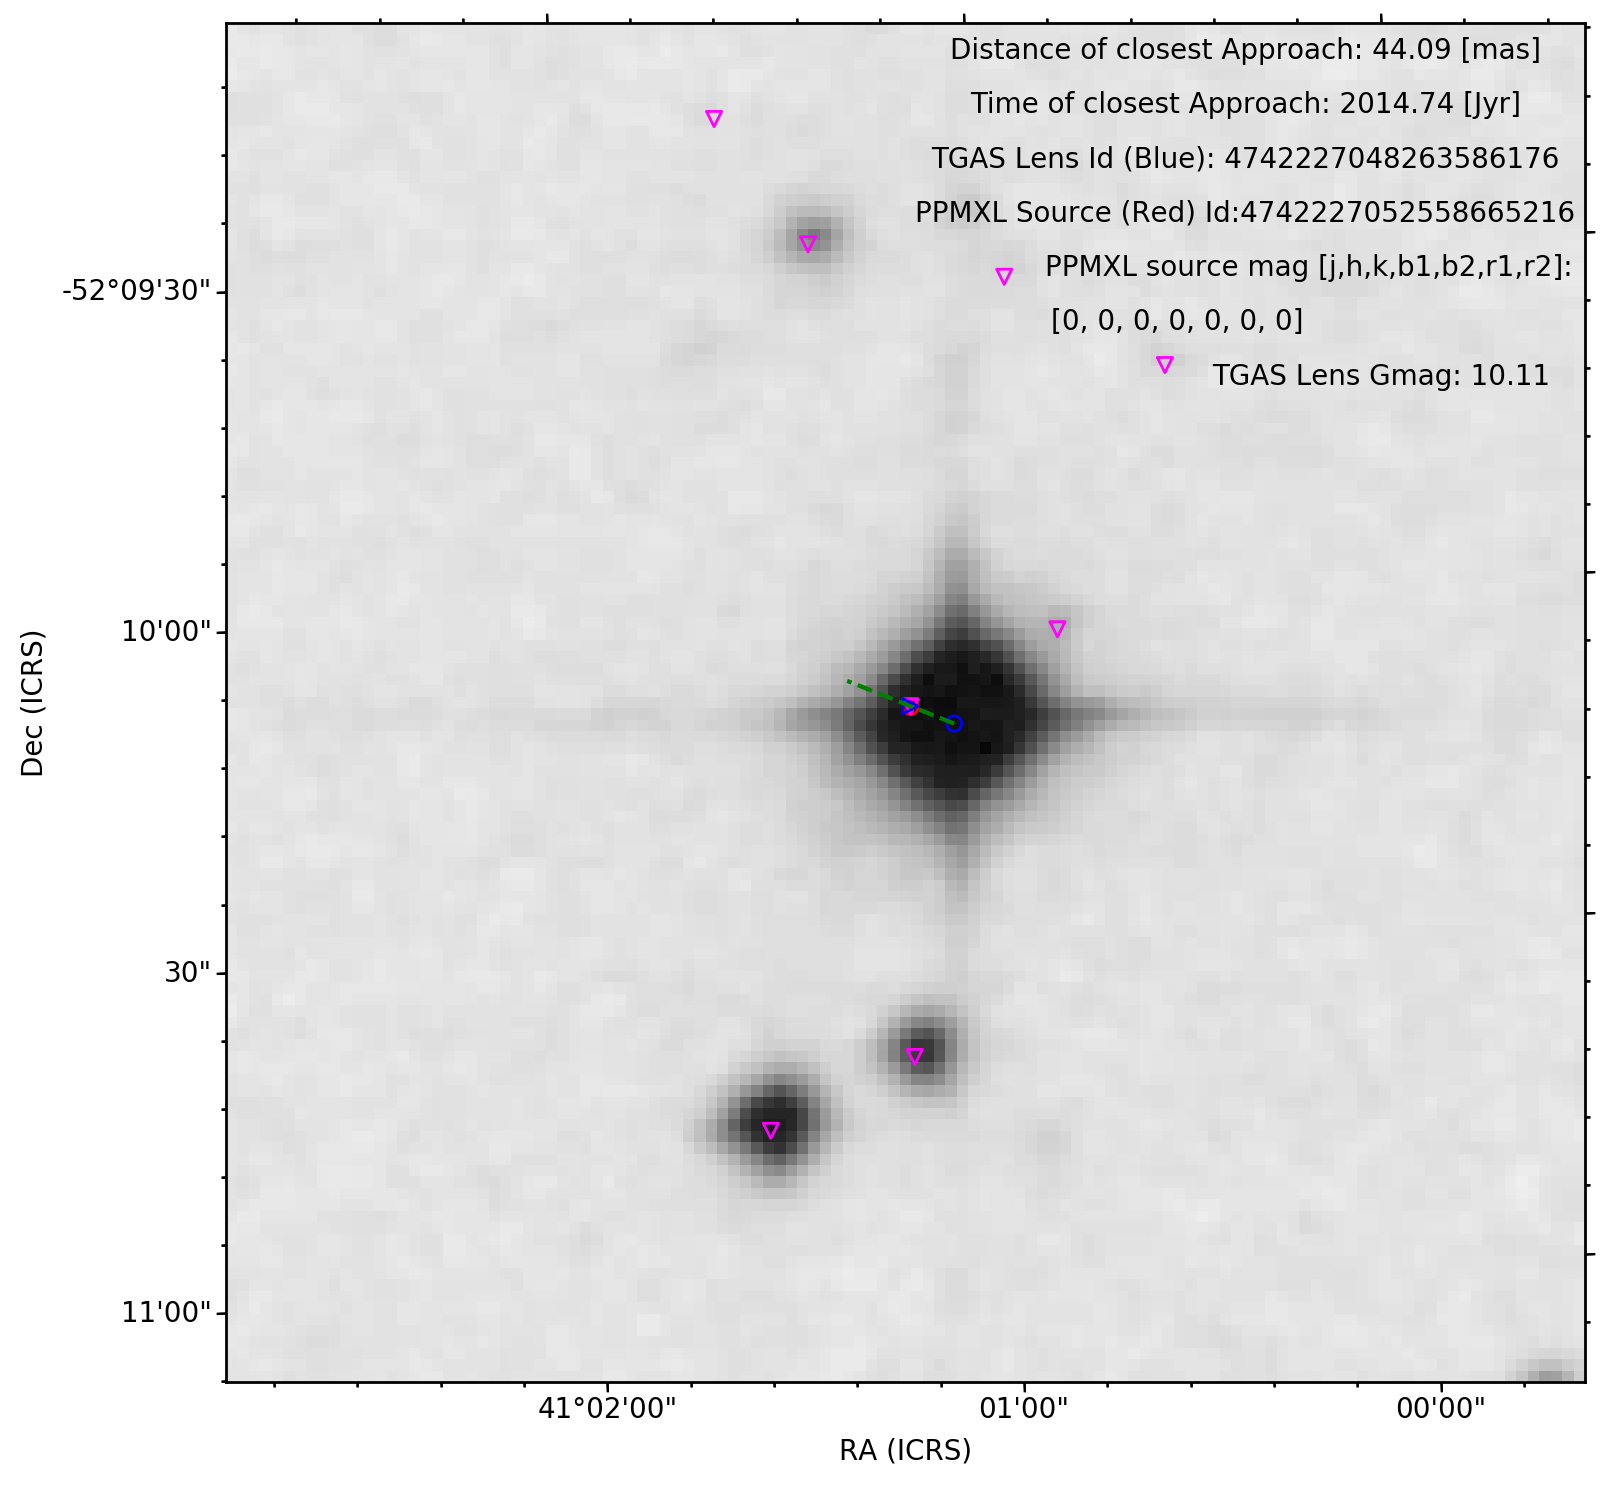 Distance of closest Approach: 44.09 [mas]
Time of closest Approach: 2014.74 [Jyr]
TGAS Lens Id (Blue): 4742227048263586176
PPMXL Source (Red) Id:4742227052558665216
PPMXL source mag [j,h,k,b1,b2,r1,r2]:
[0, 0, 0, 0, 0, 0, 0]
TGAS Lens Gmag: 10.11
-52°09'30"
10'00"
30"
11'00"
Dec (ICRS)
41°02'00"
01'00"
00'00"
RA (ICRS)